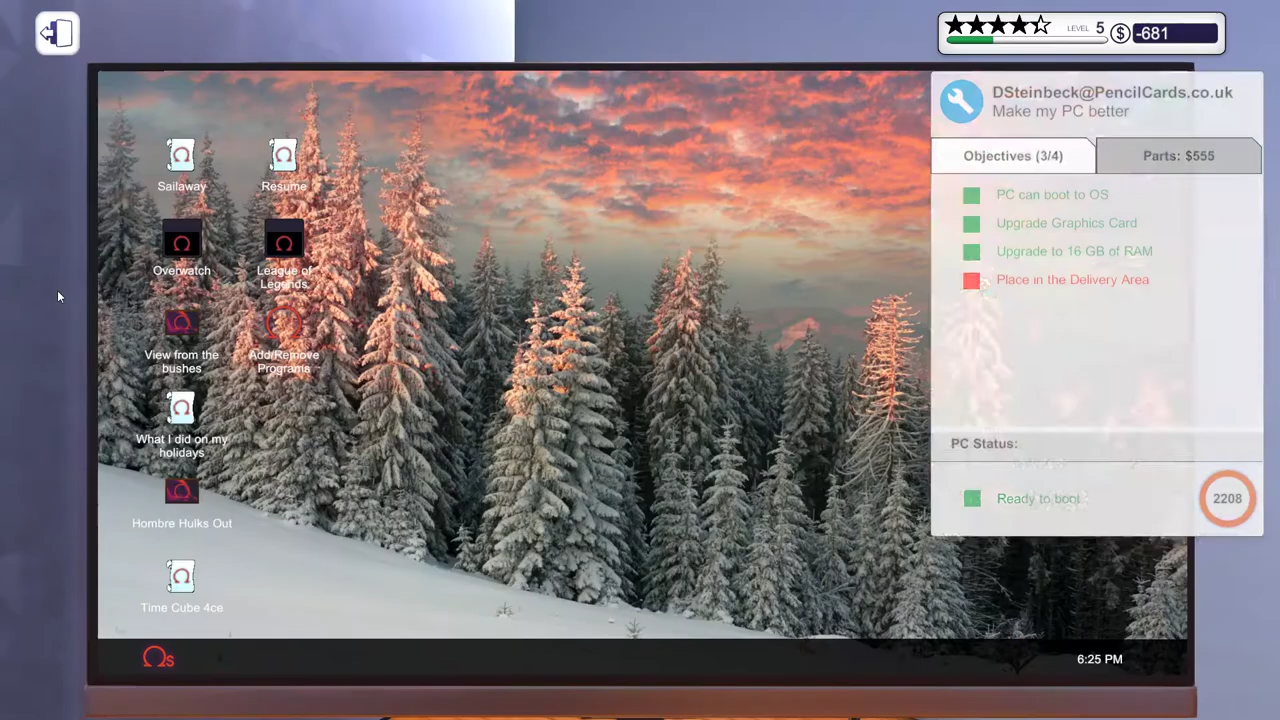 LEVEL 5
$ -681
DSteinbeck@PencilCards.co.uk
Make my PC better
Objectives (3/4)
Parts: $555
PC can boot to OS
Upgrade Graphics Card
Upgrade to 16 GB of RAM
Place in the Delivery Area
PC Status:
Ready to boot
2208
Sailaway
Resume
Overwatch
League of
Legends
View from the
bushes
Add/Remove
Programs
What I did on my
holidays
Hombre Hulks Out
Time Cube 4ce
Ωs
6:25 PM